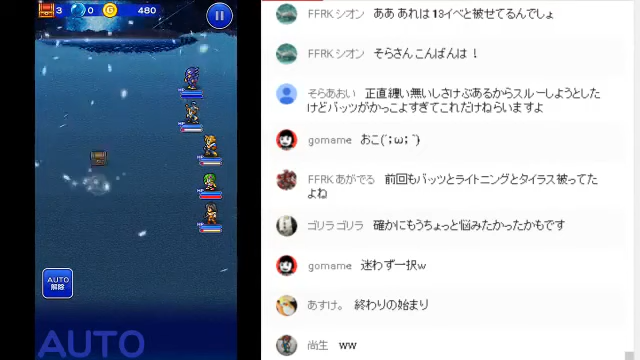 3
0
G
480
HP
HP
HP
HP
HP
AUTO
解除
AUTO
FFRK シオン ああ あれは 13イベと被せてるんでしょ
FFRK シオン そらさん こんばんは ！
そらあおい 正直纏い無いしさけぶあるからスルーしようとした
けどバッツがかっこよすぎてこれだけねらいますよ
gomame おこ(´；ω；｀)
FFRK あがでる 前回もバッツとライトニングとタイラス被ってた
よね
ゴリラ ゴリラ 確かにもうちょっと悩みたかったかもです
gomame 迷わず一択w
あすけ。 終わりの始まり
尚生 ww